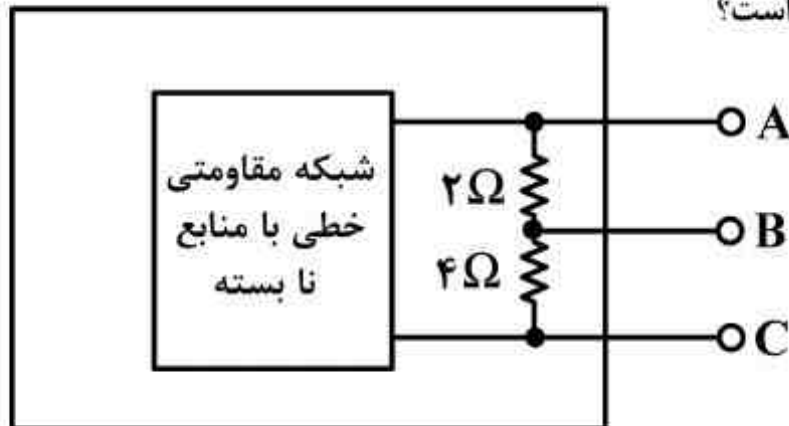 است؟
A
شبکه مقاومتی
خطی با منابع
نا بسته
۲Ω
B
۴Ω
C